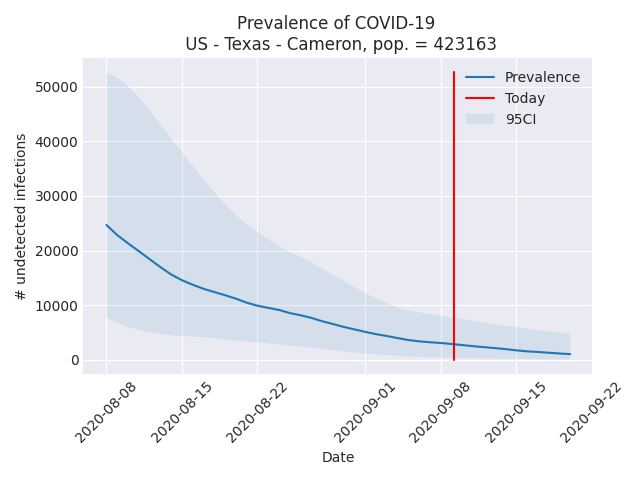 Prevalence of COVID-19
US - Texas - Cameron, pop. = 423163
Prevalence
Today
95CI
# undetected infections
50000
40000
30000
20000
10000
0
2020-08-08
2020-08-15
2020-08-22
2020-09-01
2020-09-08
2020-09-15
2020-09-22
Date